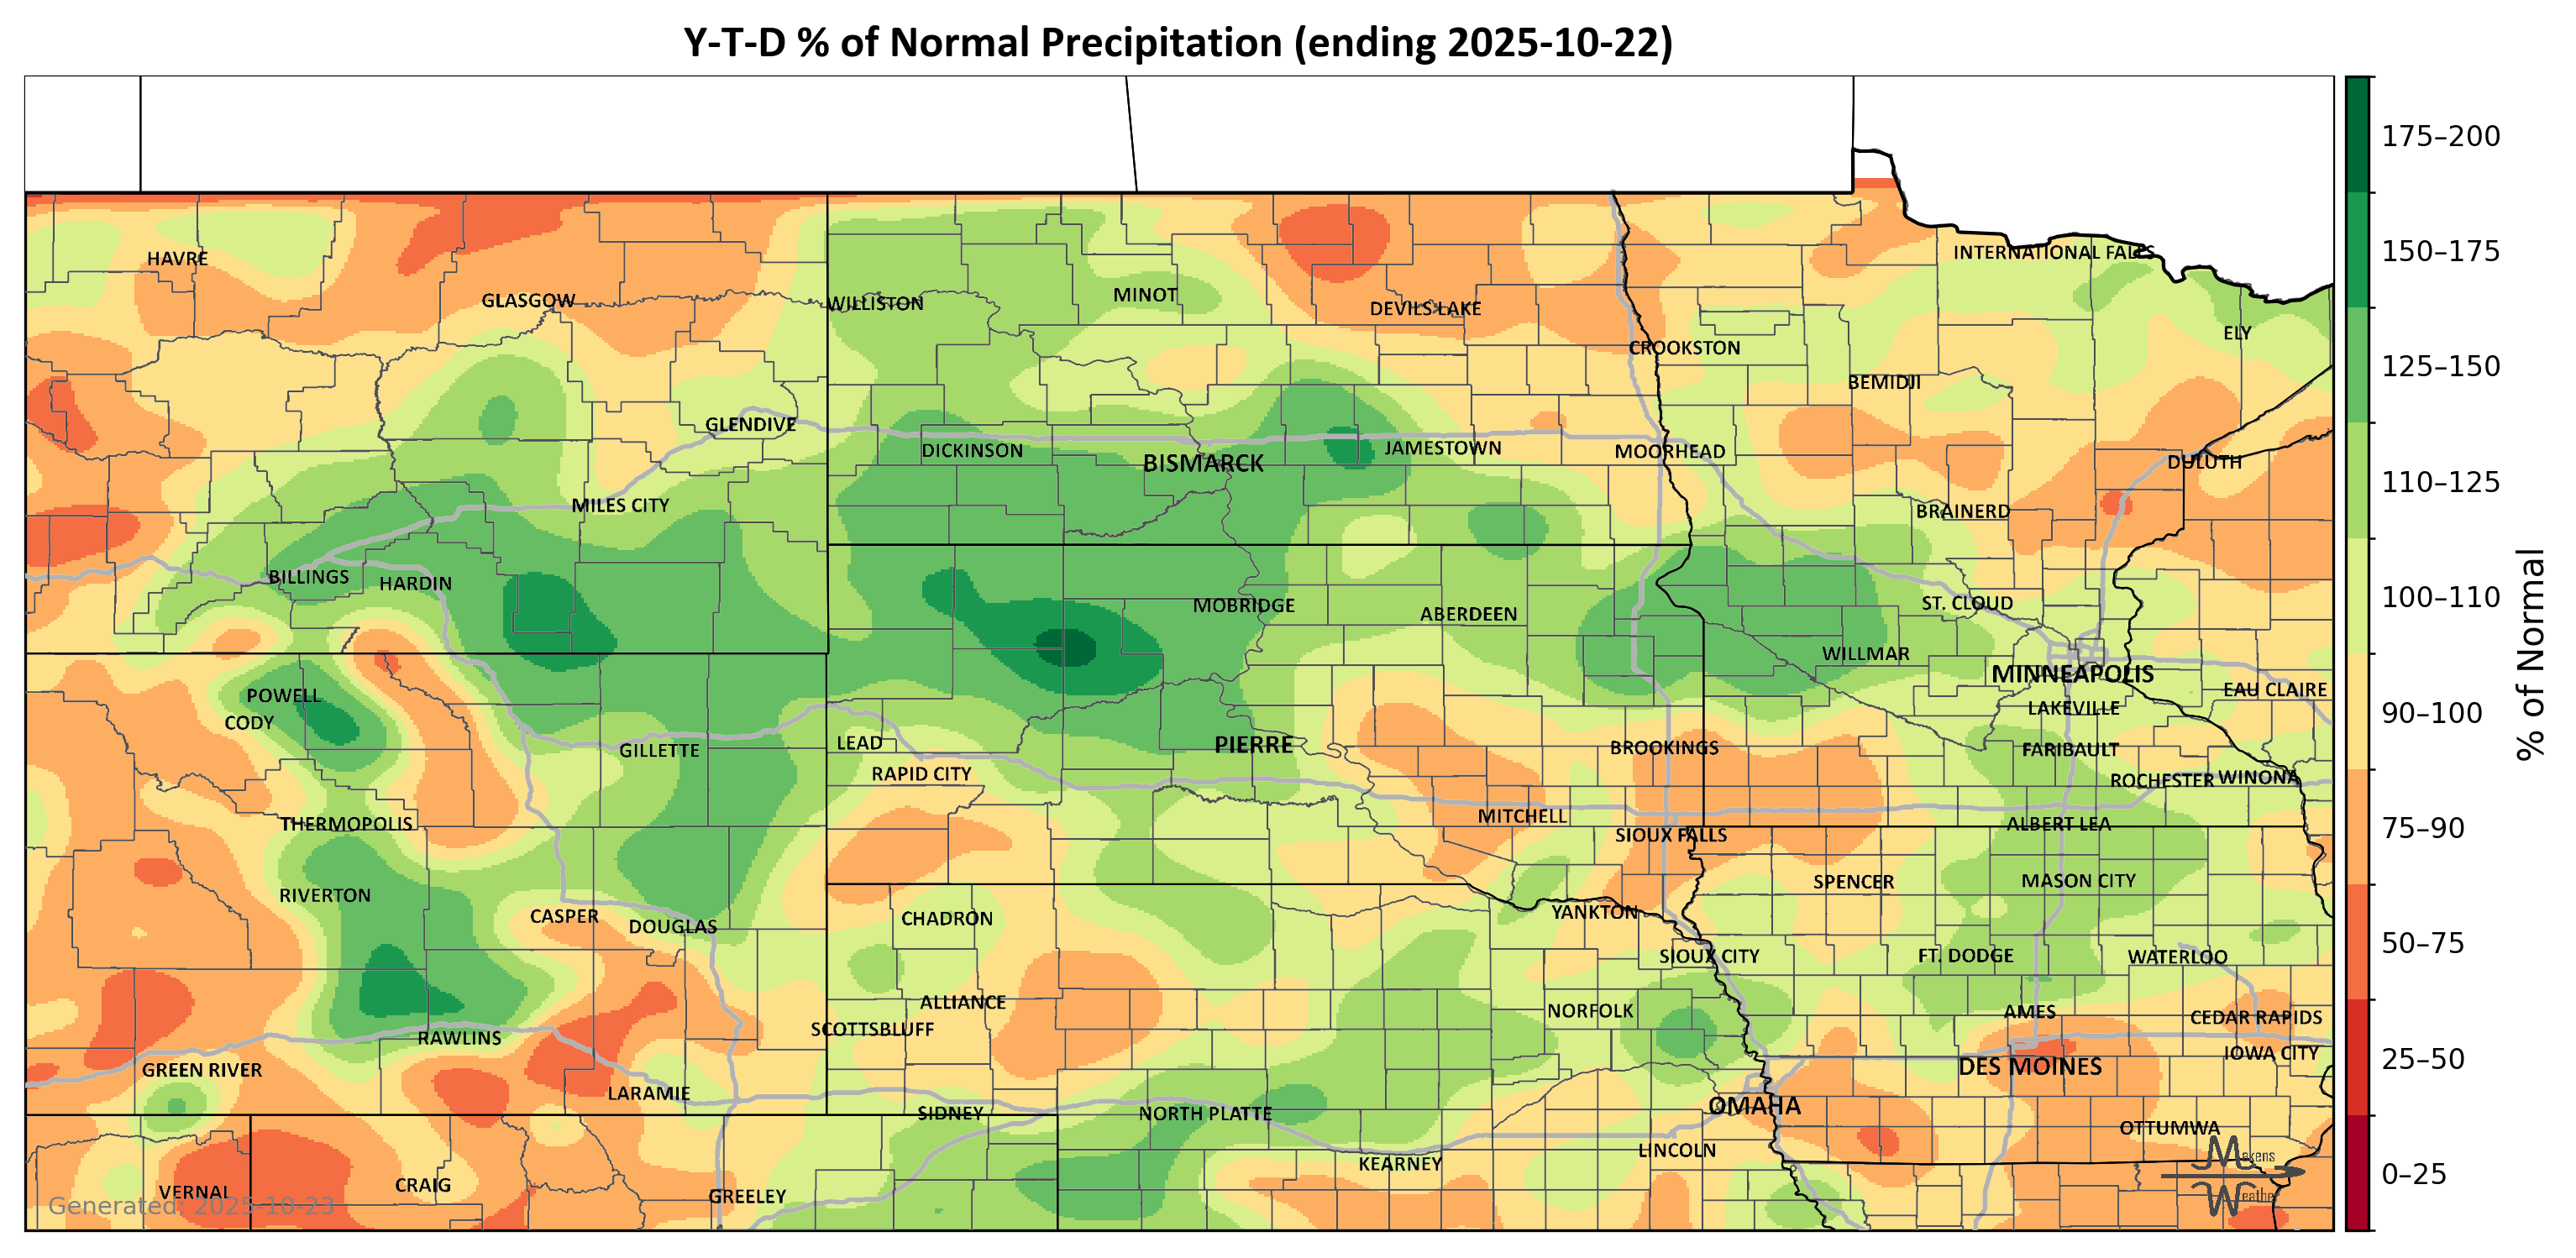 Y-T-D % of Normal Precipitation (ending 2025-10-22)
INTERNATIONAL FALLS
HAVRE
GLASGOW
WILLISTON
MINOT
DEVILS LAKE
ELY
CROOKSTON
BEMIDJI
GLENDIVE
DICKINSON
BISMARCK
JAMESTOWN
MOORHEAD
DULUTH
MILES CITY
BRAINERD
BILLINGS
HARDIN
MOBRIDGE
ABERDEEN
ST. CLOUD
WILLMAR
MINNEAPOLIS
POWELL
EAU CLAIRE
CODY
LAKEVILLE
GILLETTE
LEAD
PIERRE
BROOKINGS
FARIBAULT
RAPID CITY
ROCHESTER
WINONA
THERMOPOLIS
MITCHELL
SIOUX FALLS
ALBERT LEA
RIVERTON
SPENCER
MASON CITY
CASPER
DOUGLAS
CHADRON
YANKTON
SIOUX CITY
FT. DODGE
WATERLOO
ALLIANCE
NORFOLK
AMES
CEDAR RAPIDS
SCOTTSBLUFF
RAWLINS
IOWA CITY
GREEN RIVER
DES MOINES
LARAMIE
SIDNEY
NORTH PLATTE
OMAHA
OTTUMWA
LINCOLN
KEARNEY
VERNAL
CRAIG
GREELEY
Generated: 2025-10-23
Makens
Weather
175–200
150–175
125–150
110–125
100–110
90–100
75–90
50–75
25–50
0–25
% of Normal